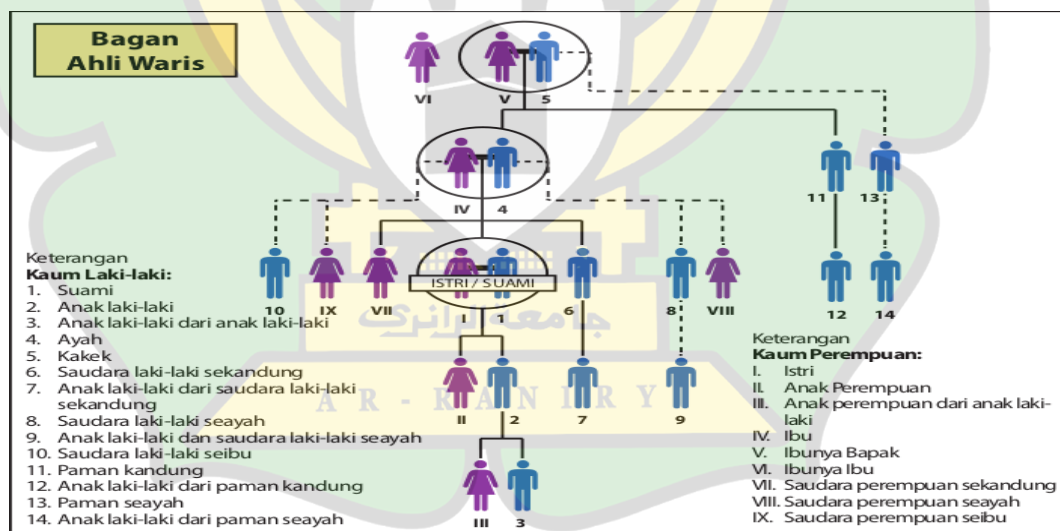 Bagan
Ahli Waris
VI
V
5
IV
4
11
13
ISTRI / SUAMI
10
IX
VII
I
1
6
8
VIII
12
14
جامعة الرانري
AR-RANIRY
II
2
7
9
III
3
Keterangan
Kaum Laki-laki:
1. Suami
2. Anak laki-laki
3. Anak laki-laki dari anak laki-laki
4. Ayah
5. Kakek
6. Saudara laki-laki sekandung
7. Anak laki-laki dari saudara laki-laki
sekandung
8. Saudara laki-laki seayah
9. Anak laki-laki dan saudara laki-laki seayah
10. Saudara laki-laki seibu
11. Paman kandung
12. Anak laki-laki dari paman kandung
13. Paman seayah
14. Anak laki-laki dari paman seayah
Keterangan
Kaum Perempuan:
I. Istri
II. Anak Perempuan
III. Anak perempuan dari anak laki-
laki
IV. Ibu
V. Ibunya Bapak
VI. Ibunya Ibu
VII. Saudara perempuan sekandung
VIII. Saudara perempuan seayah
IX. Saudara perempuan seibu